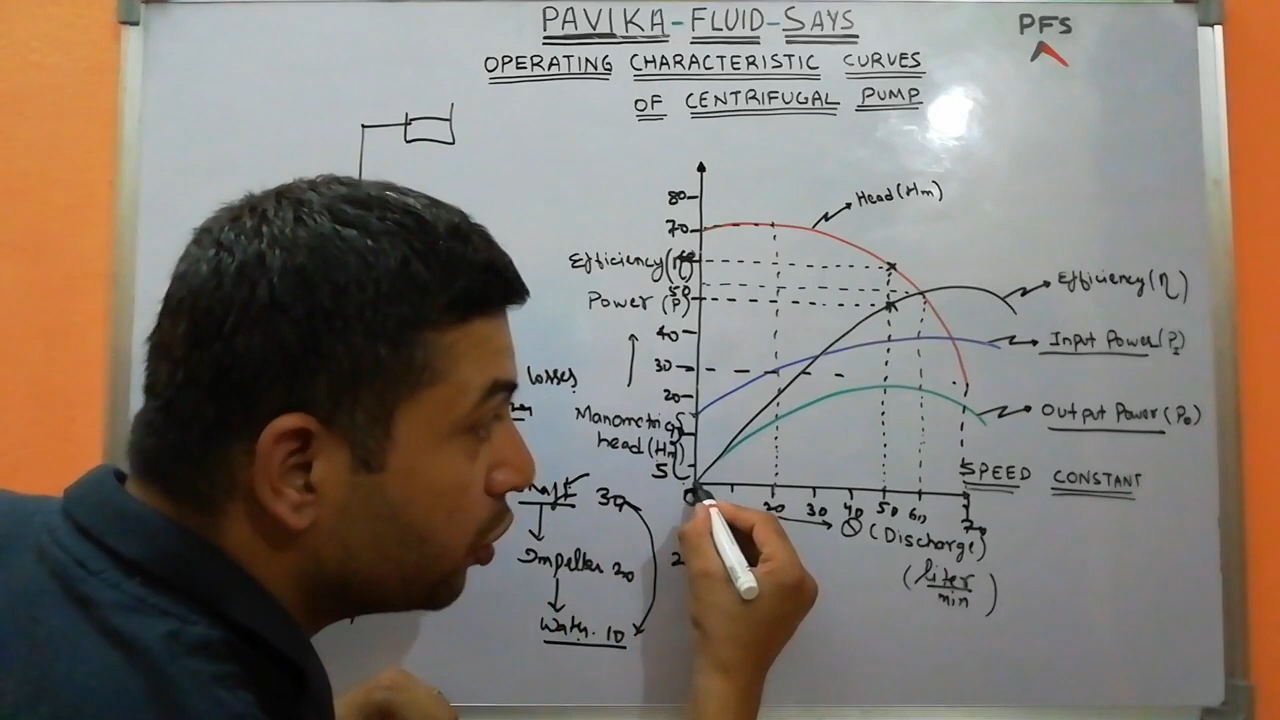 PAVIKA-FLUID-SAYS
PFS
OPERATING CHARACTERISTIC CURVES
OF CENTRIFUGAL PUMP
80
Head (Hm)
70
Efficiency (η)
50
Efficiency (η)
Power (P)
40
Input Power (P
30
losses
20
Manometric
Output Power (Po)
head (Hm)
5
SPEED CONSTANT
30
20 30 40 50 60 70
Q (Discharge)
Impeller 20
(liter
min)
Water 10